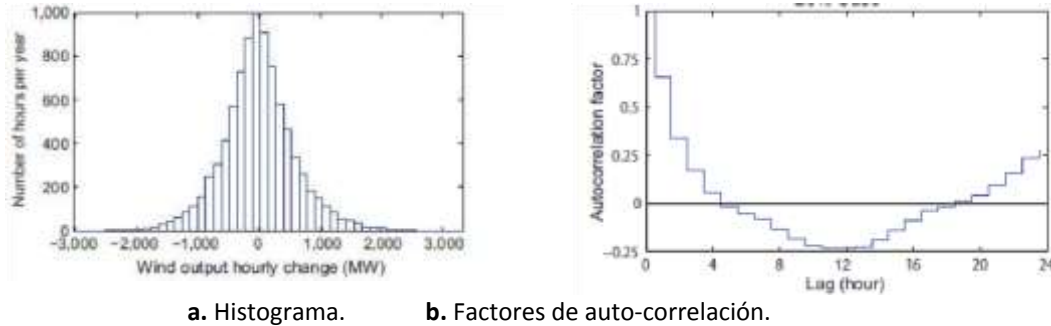 1,000
800
600
400
200
0
Number of hours per year
−3,000 −2,000 −1,000 0 1,000 2,000 3,000
Wind output hourly change (MW)
1
0.75
0.5
0.25
0
−0.25
Autocorrelation factor
0 4 8 12 16 20 24
Lag (hour)
a. Histograma. b. Factores de auto-correlación.